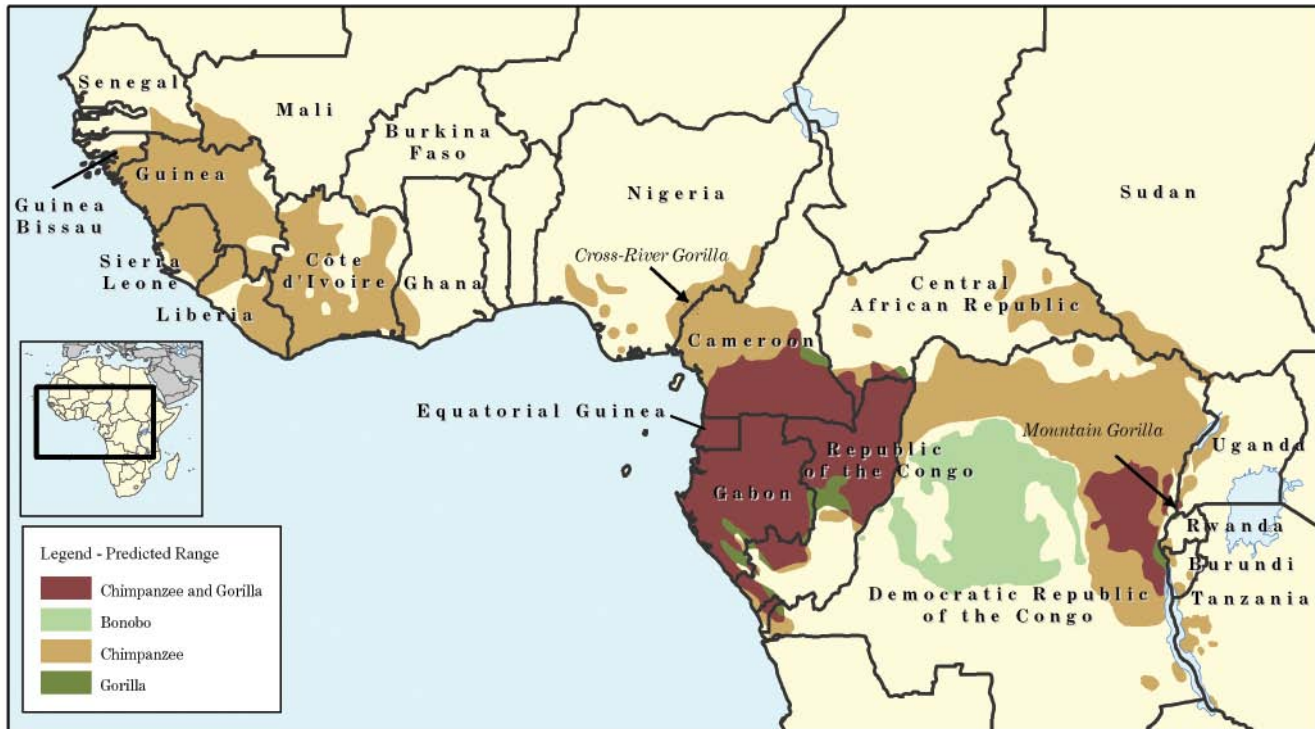 Senegal
Mali
Burkina
Faso
Guinea
Nigeria
Sudan
Guinea
Bissau
Cross-River Gorilla
Sierra
Leone
Côte
d'Ivoire
Ghana
Central
African Republic
Liberia
Cameroon
Equatorial Guinea
Mountain Gorilla
Republic
of the Congo
Uganda
Gabon
Rwanda
Burundi
Democratic Republic
of the Congo
Tanzania
Legend - Predicted Range
Chimpanzee and Gorilla
Bonobo
Chimpanzee
Gorilla